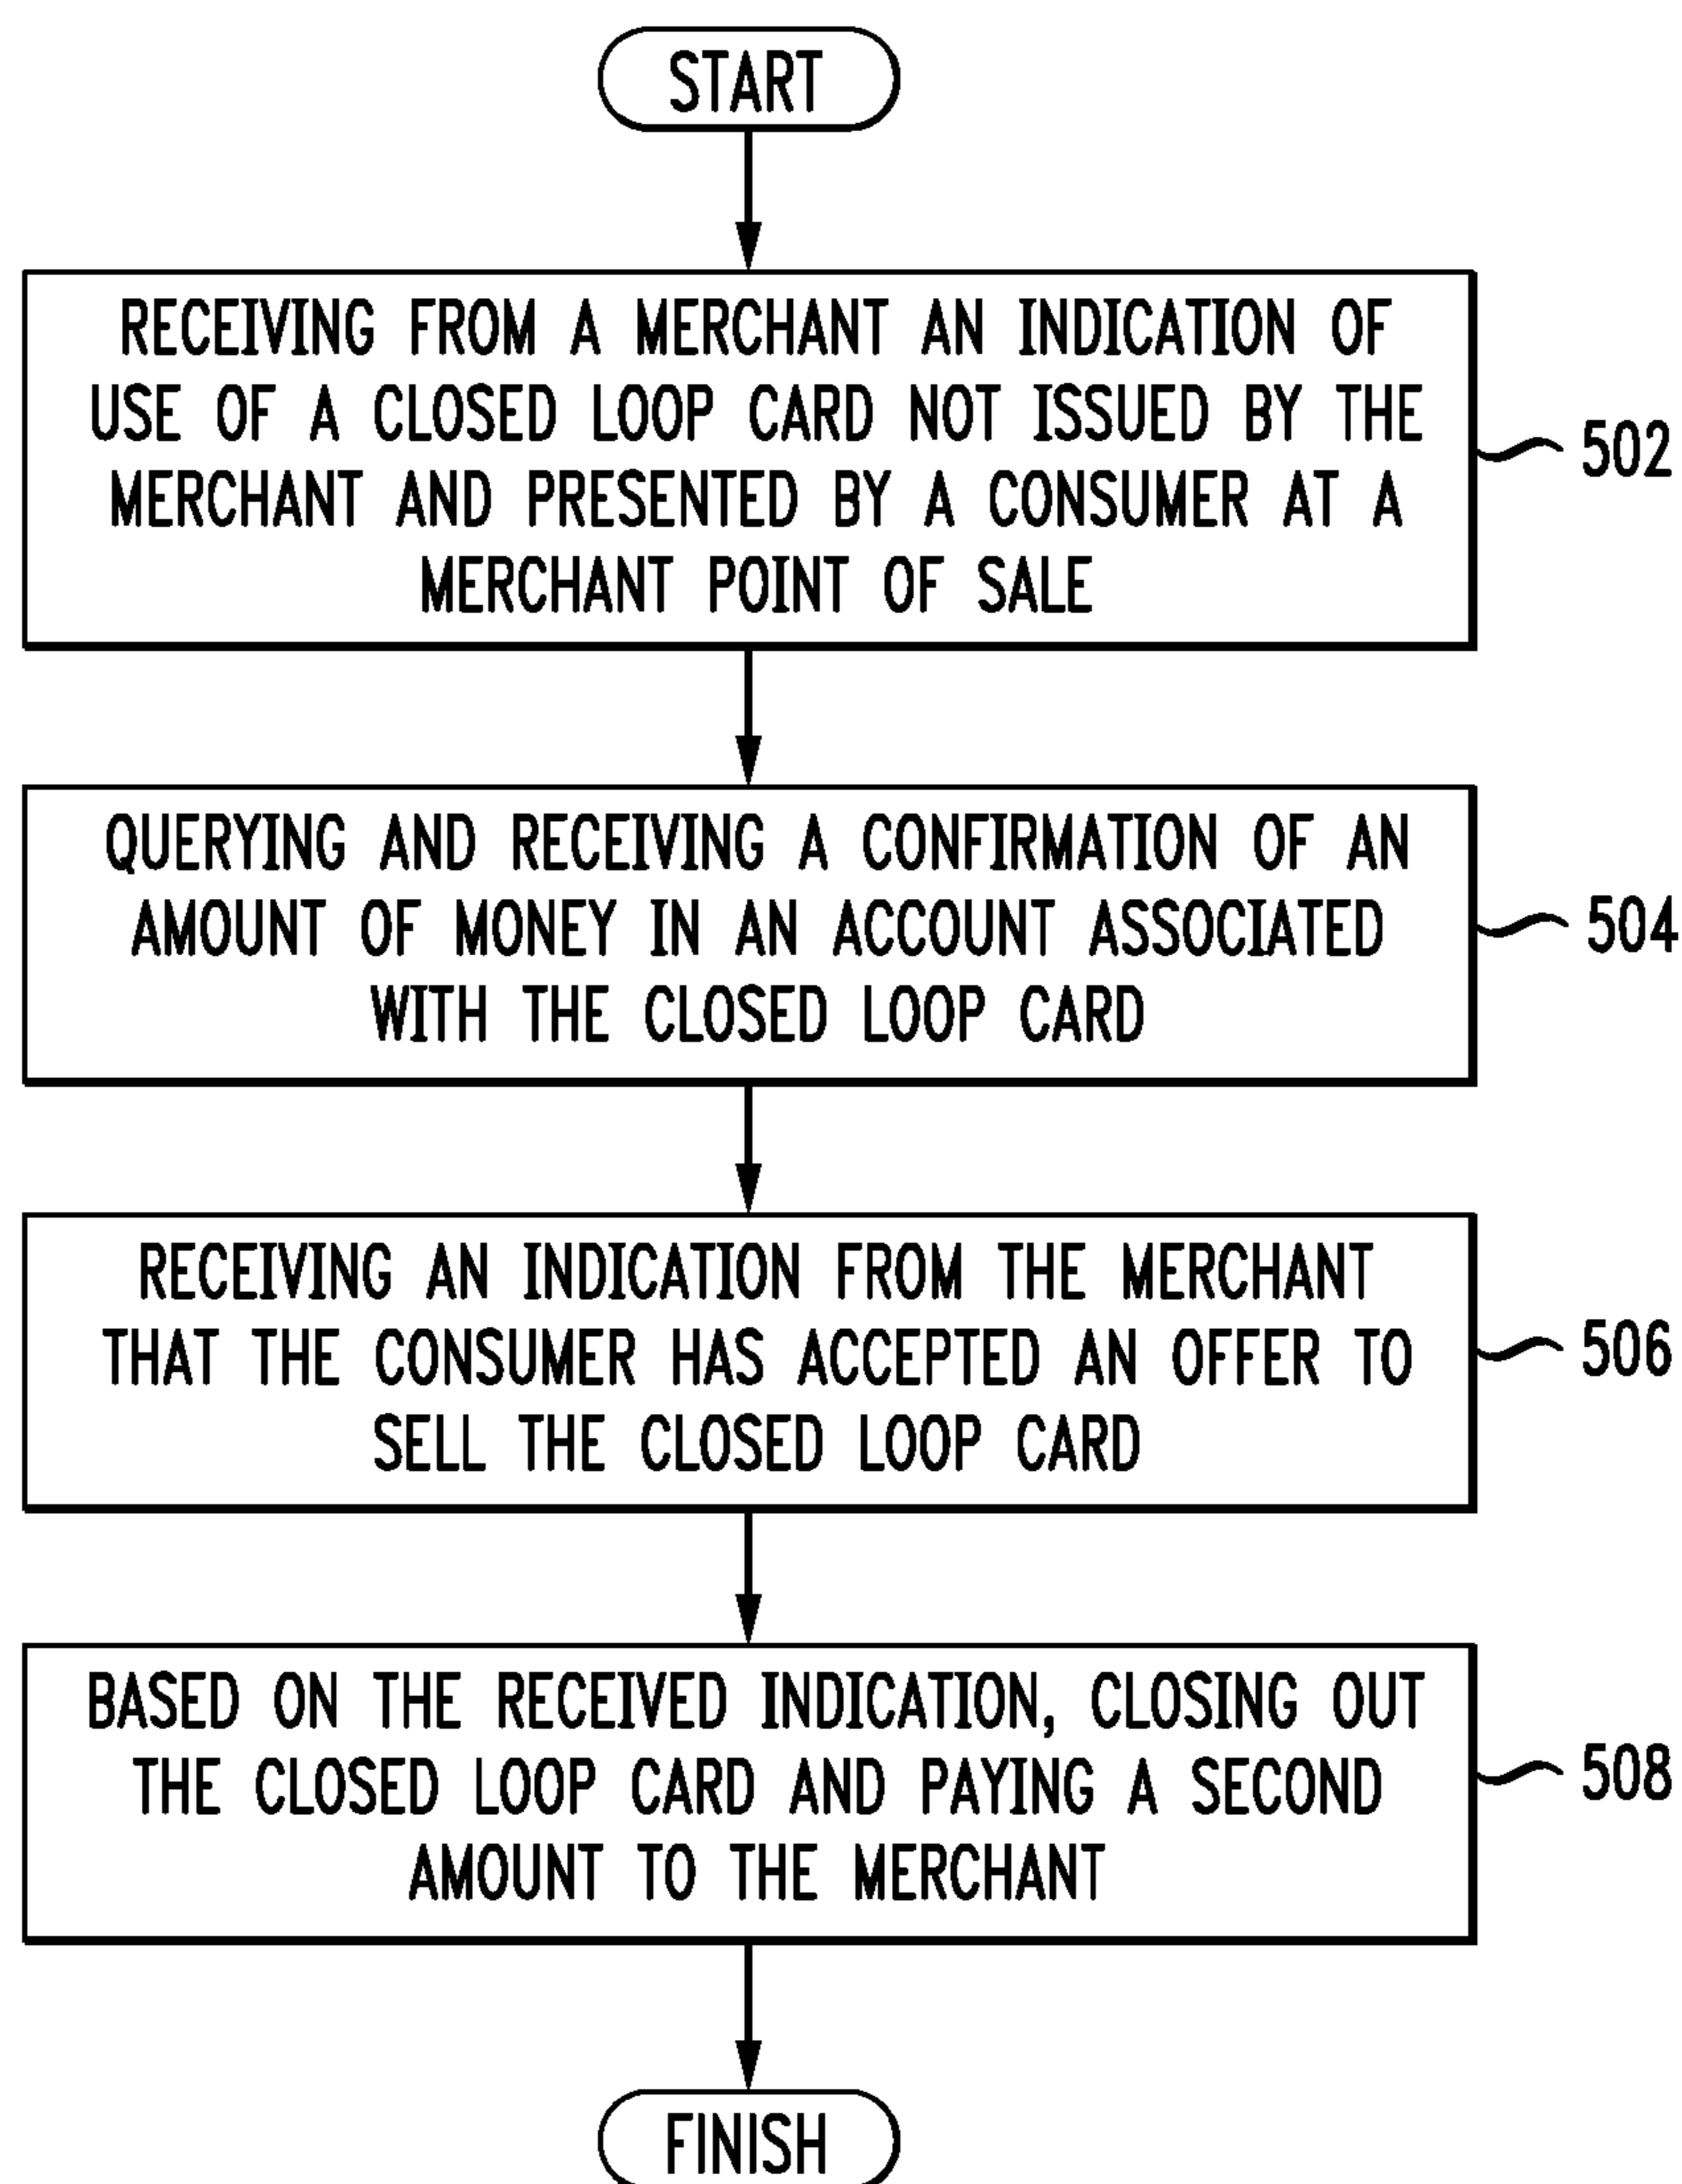 START
RECEIVING FROM A MERCHANT AN INDICATION OF
USE OF A CLOSED LOOP CARD NOT ISSUED BY THE
MERCHANT AND PRESENTED BY A CONSUMER AT A
MERCHANT POINT OF SALE
502
QUERYING AND RECEIVING A CONFIRMATION OF AN
AMOUNT OF MONEY IN AN ACCOUNT ASSOCIATED
WITH THE CLOSED LOOP CARD
504
RECEIVING AN INDICATION FROM THE MERCHANT
THAT THE CONSUMER HAS ACCEPTED AN OFFER TO
SELL THE CLOSED LOOP CARD
506
BASED ON THE RECEIVED INDICATION, CLOSING OUT
THE CLOSED LOOP CARD AND PAYING A SECOND
AMOUNT TO THE MERCHANT
508
FINISH